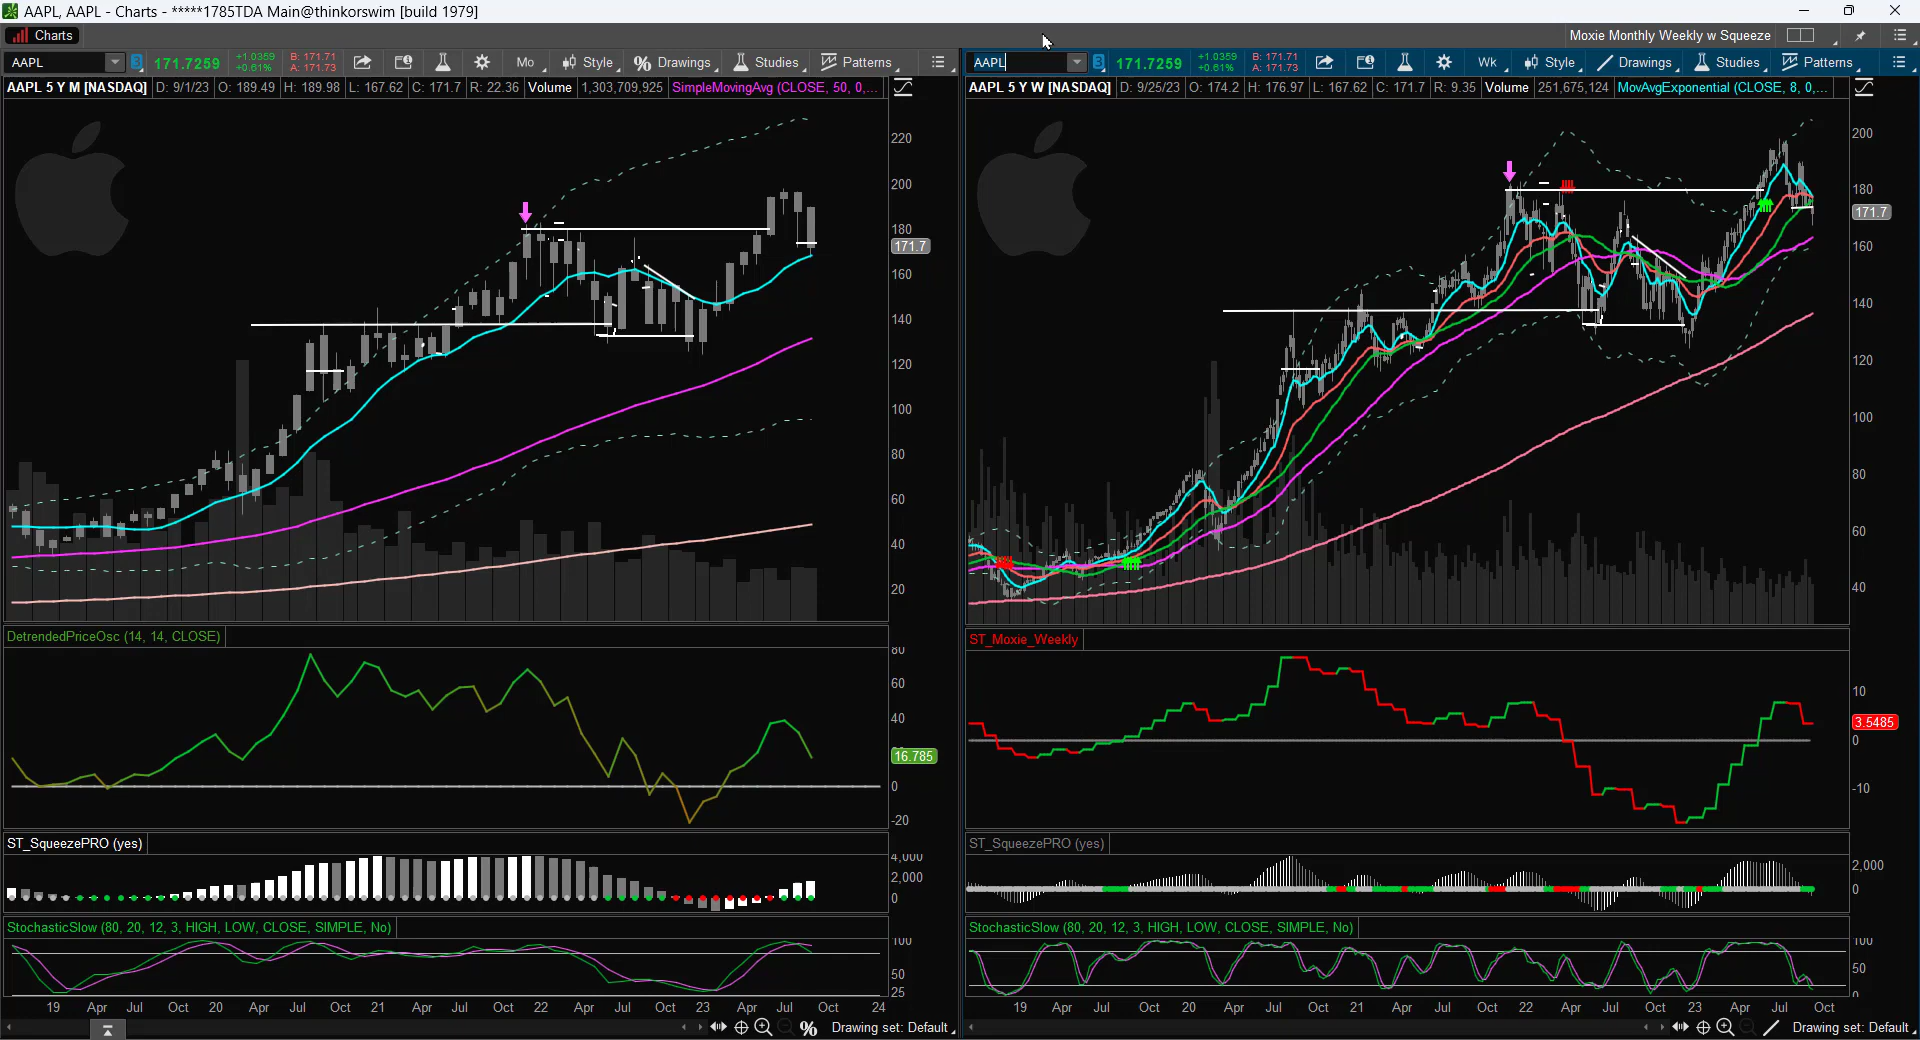 AAPL, AAPL - Charts - *****1785TDA Main@thinkorswim [build 1979]
Charts
Moxie Monthly Weekly w Squeeze
AAPL 3 171.7259 +1.0359 +0.61% B: 171.71 A: 171.73 Mo Style Drawings Studies Patterns
AAPL 5 Y M [NASDAQ] D: 9/1/23 O: 189.49 H: 189.98 L: 167.62 C: 171.7 R: 22.36 Volume 1,303,709,925 SimpleMovingAvg (CLOSE, 50, 0,...
220
200
180
171.7
160
140
120
100
80
60
40
20
DetrendedPriceOsc (14, 14, CLOSE)
80
60
40
16.785
0
-20
ST_SqueezePRO (yes)
4,000
2,000
0
StochasticSlow (80, 20, 12, 3, HIGH, LOW, CLOSE, SIMPLE, No)
100
50
25
19 Apr Jul Oct 20 Apr Jul Oct 21 Apr Jul Oct 22 Apr Jul Oct 23 Apr Jul Oct 24
Drawing set: Default
AAPL 3 171.7259 +1.0359 +0.61% B: 171.71 A: 171.73 Wk Style Drawings Studies Patterns
AAPL 5 Y W [NASDAQ] D: 9/25/23 O: 174.2 H: 176.97 L: 167.62 C: 171.7 R: 9.35 Volume 251,675,124 MovAvgExponential (CLOSE, 8, 0,...
200
180
171.7
160
140
120
100
80
60
40
ST_Moxie_Weekly
10
3.5485
0
-10
ST_SqueezePRO (yes)
2,000
0
StochasticSlow (80, 20, 12, 3, HIGH, LOW, CLOSE, SIMPLE, No)
100
50
0
19 Apr Jul Oct 20 Apr Jul Oct 21 Apr Jul Oct 22 Apr Jul Oct 23 Apr Jul Oct
Drawing set: Default